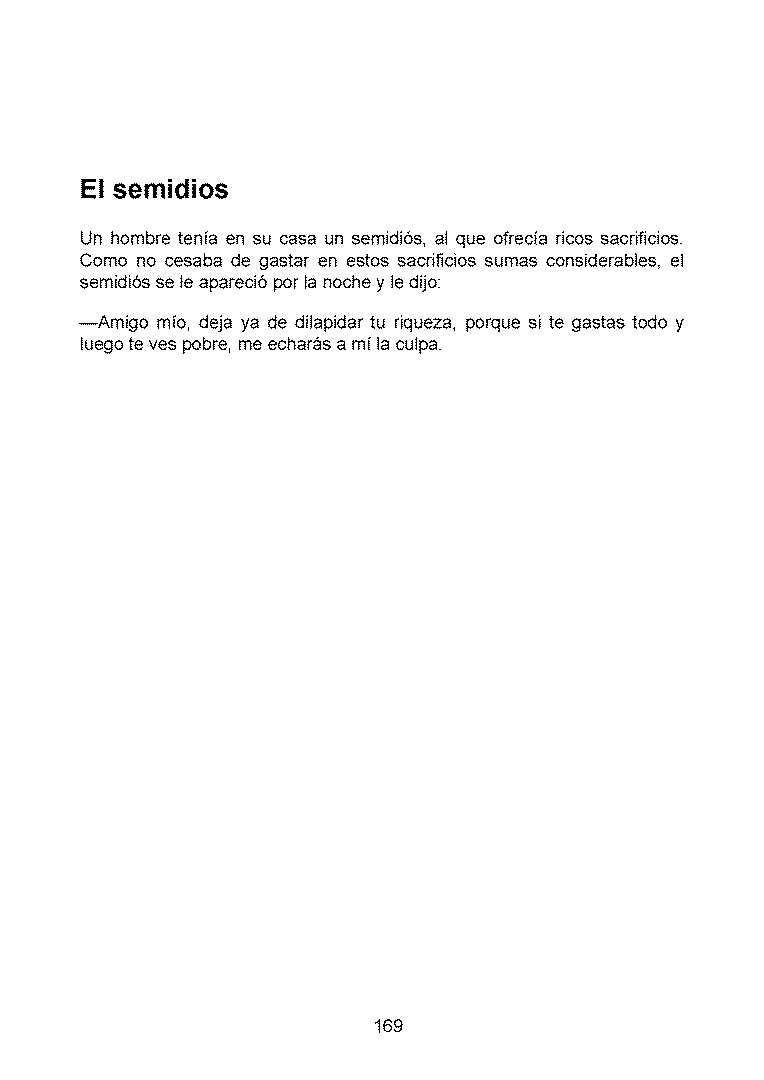 El semidios
Un hombre tenía en su casa un semidiós, al que ofrecía ricos sacrificios.
Como no cesaba de gastar en estos sacrificios sumas considerables, el
semidiós se le apareció por la noche y le dijo:
—Amigo mío, deja ya de dilapidar tu riqueza, porque si te gastas todo y
luego te ves pobre, me echarás a mí la culpa.
169